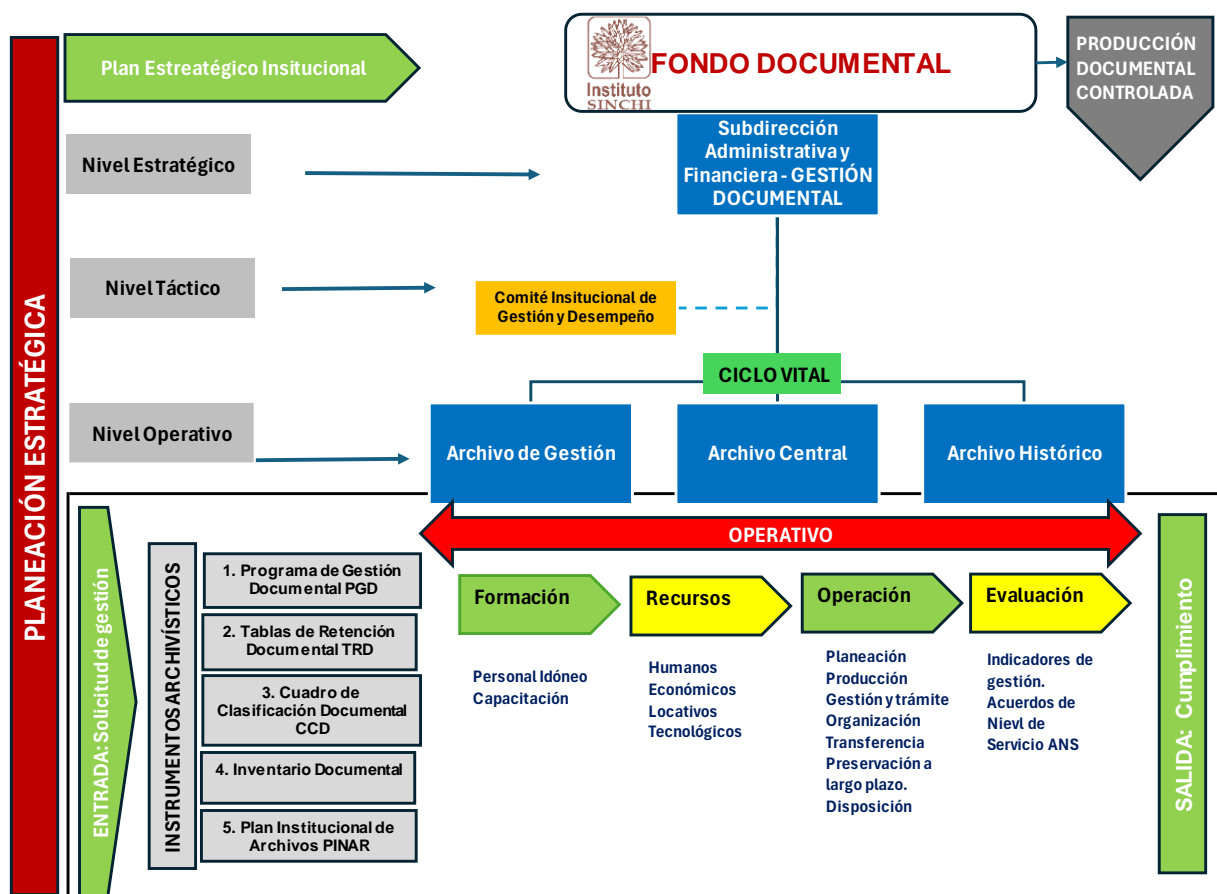 PLANEACIÓN ESTRATÉGICA
Plan Estreatégico Insitucional
Instituto
SINCHI
FONDO DOCUMENTAL
PRODUCCIÓN
DOCUMENTAL
CONTROLADA
Nivel Estratégico
Subdirección
Administrativa y
Financiera - GESTIÓN
DOCUMENTAL
Nivel Táctico
Comité Insitucional de
Gestión y Desempeño
CICLO VITAL
Nivel Operativo
Archivo de Gestión
Archivo Central
Archivo Histórico
OPERATIVO
ENTRADA: Solicitud de gestión
INSTRUMENTOS ARCHIVÍSTICOS
1. Programa de Gestión
Documental PGD
2. Tablas de Retención
Documental TRD
3. Cuadro de
Clasificación Documental
CCD
4. Inventario Documental
5. Plan Institucional de
Archivos PINAR
Formación
Personal Idóneo
Capacitación
Recursos
Humanos
Económicos
Locativos
Tecnológicos
Operación
Planeación
Producción
Gestión y trámite
Organización
Transferencia
Preservación a
largo plazo.
Disposición
Evaluación
Indicadores de
gestión.
Acuerdos de
Nievl de
Servicio ANS
SALIDA: Cumplimiento